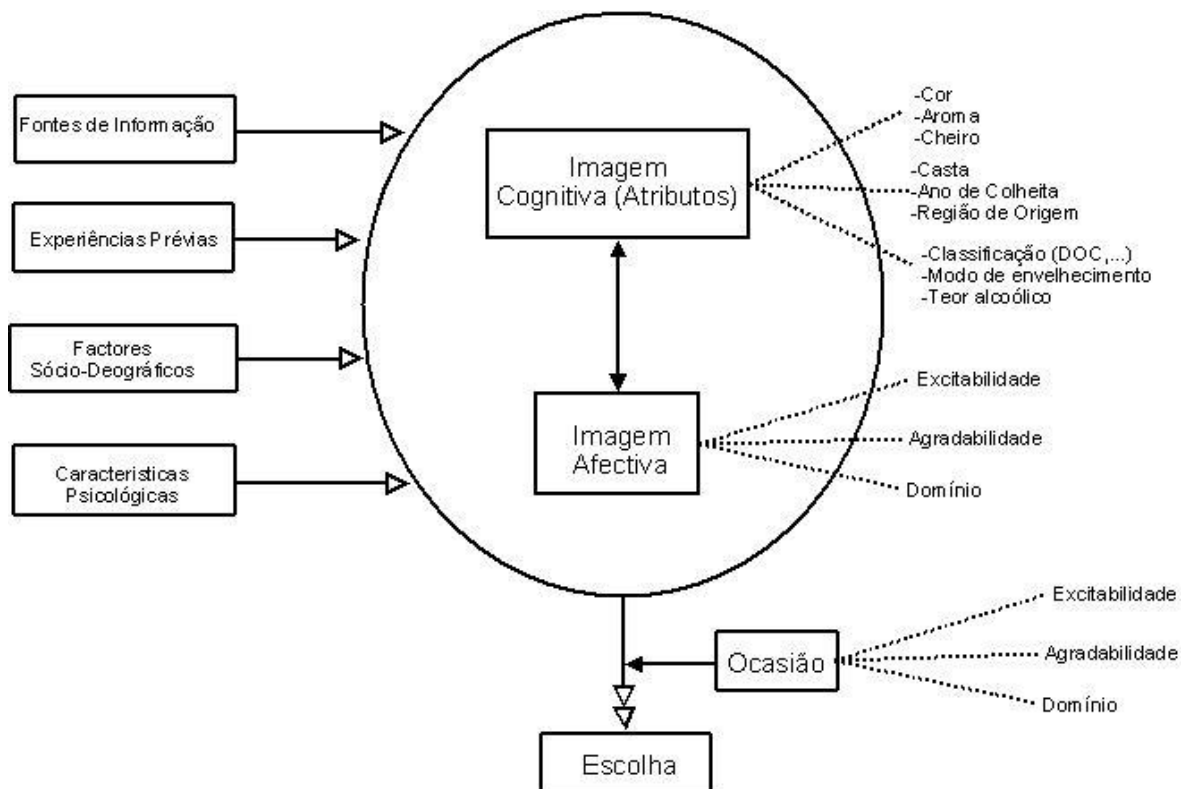 Fontes de Informação
Experiências Prévias
Factores
Sócio-Deográficos
Caracteristicas
Psicológicas
Imagem
Cognitiva (Atributos)
-Cor
-Aroma
-Cheiro
-Casta
-Ano de Colheita
-Região de Origem
-Classificação (DOC,...)
-Modo de envelhecimento
-Teor alcoólico
Imagem
Afectiva
Excitabilidade
Agradabilidade
Domínio
Ocasião
Excitabilidade
Agradabilidade
Domínio
Escolha